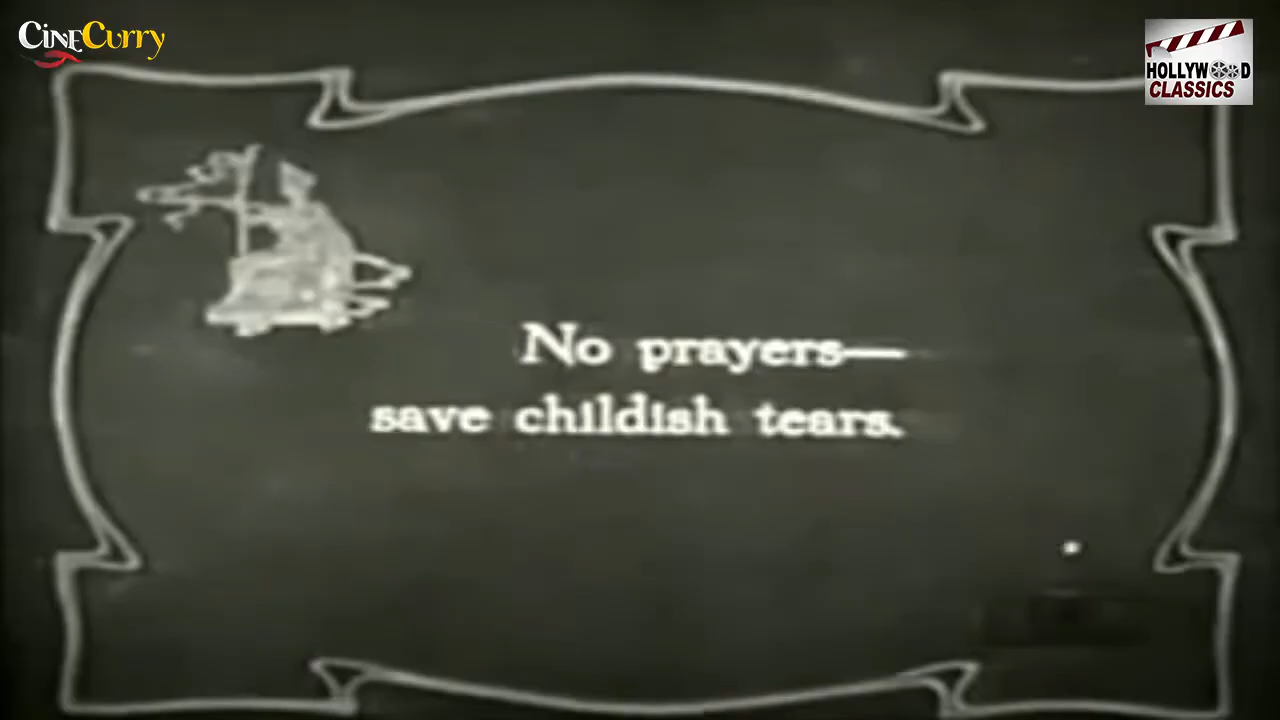 CineCurry
HOLLYWOOD
CLASSICS
No prayers—
save childish tears.